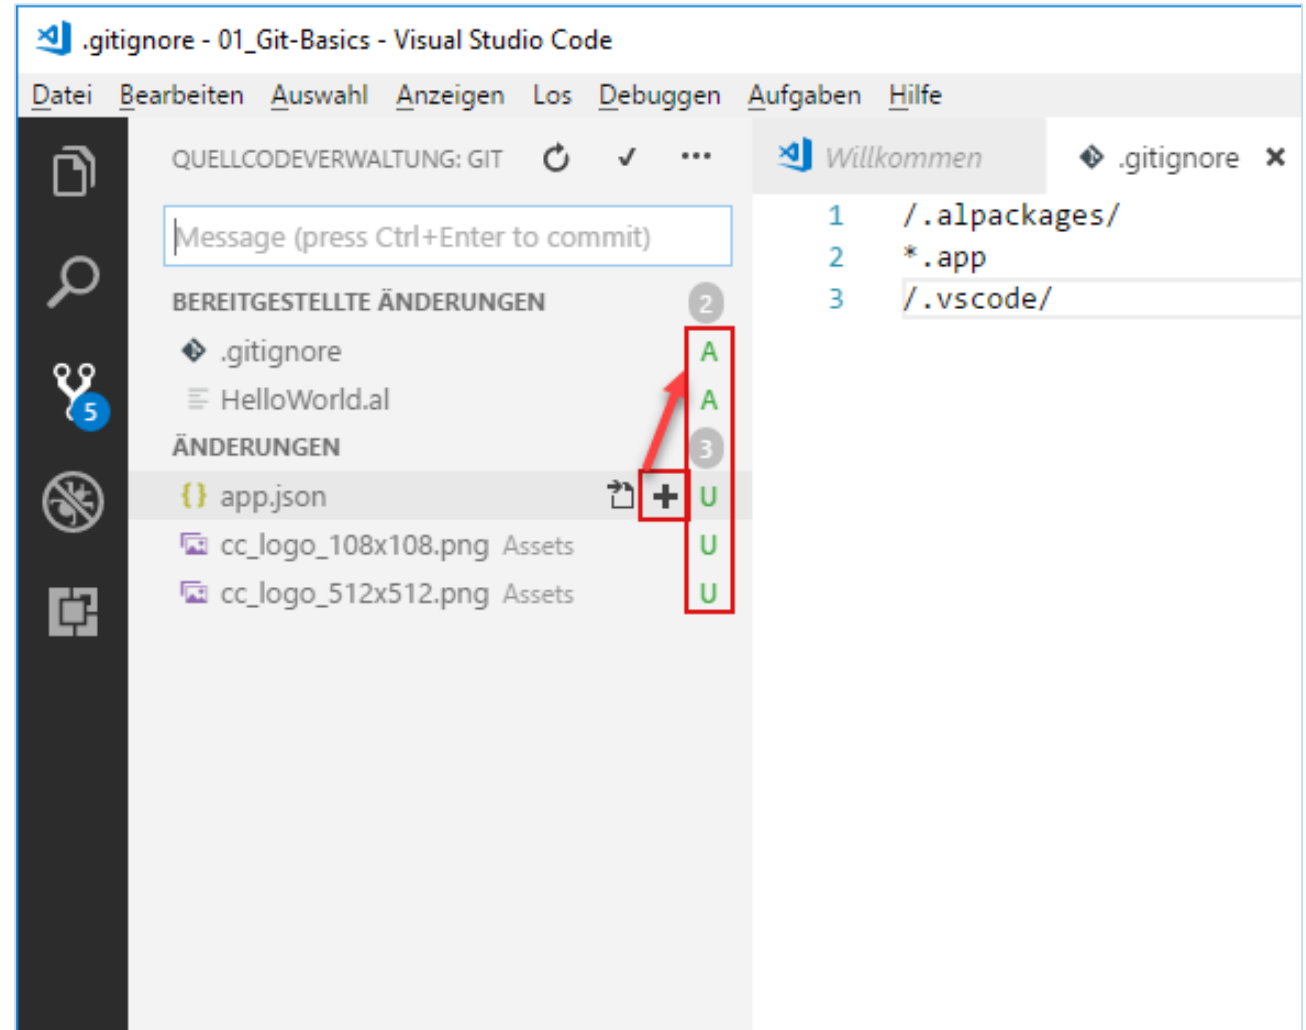 .gitignore - 01_Git-Basics - Visual Studio Code
Datei Bearbeiten Auswahl Anzeigen Los Debuggen Aufgaben Hilfe
QUELLCODEVERWALTUNG: GIT
Willkommen
.gitignore
Message (press Ctrl+Enter to commit)
BEREITGESTELLTE ÄNDERUNGEN 2
.gitignore A
HelloWorld.al A
ÄNDERUNGEN 3
{} app.json U
cc_logo_108x108.png Assets U
cc_logo_512x512.png Assets U
5
1 /.alpackages/
2 *.app
3 /.vscode/